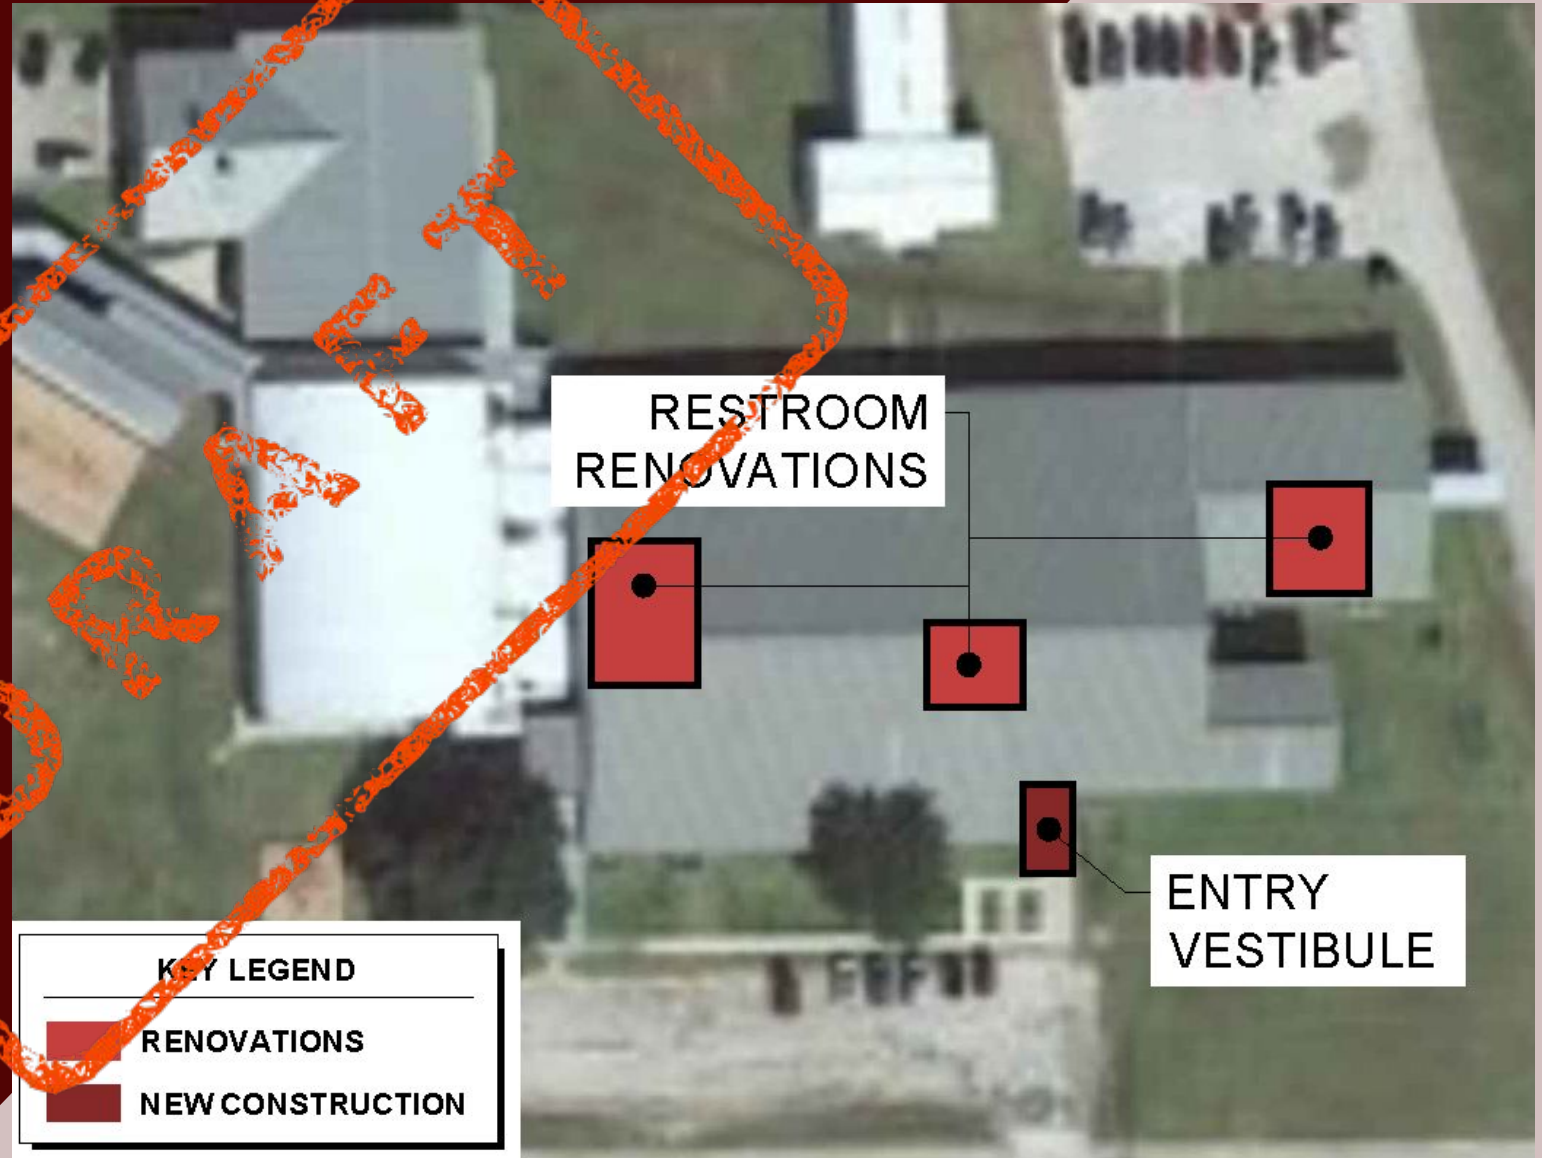 DRAFT
RESTROOM
RENOVATIONS
ENTRY
VESTIBULE
KEY LEGEND
RENOVATIONS
NEW CONSTRUCTION